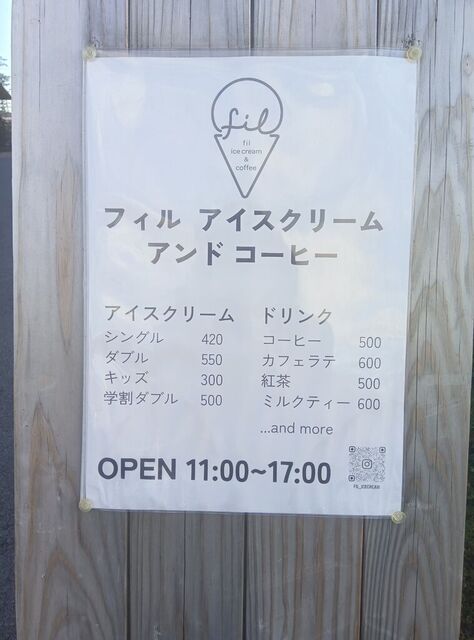 fil
fil
ice cream
&
coffee
フィル アイスクリーム
アンド コーヒー
アイスクリーム
シングル 420
ダブル 550
キッズ 300
学割ダブル 500
ドリンク
コーヒー 500
カフェラテ 600
紅茶 500
ミルクティー 600
...and more
OPEN 11:00~17:00
FIL_ICECREAM